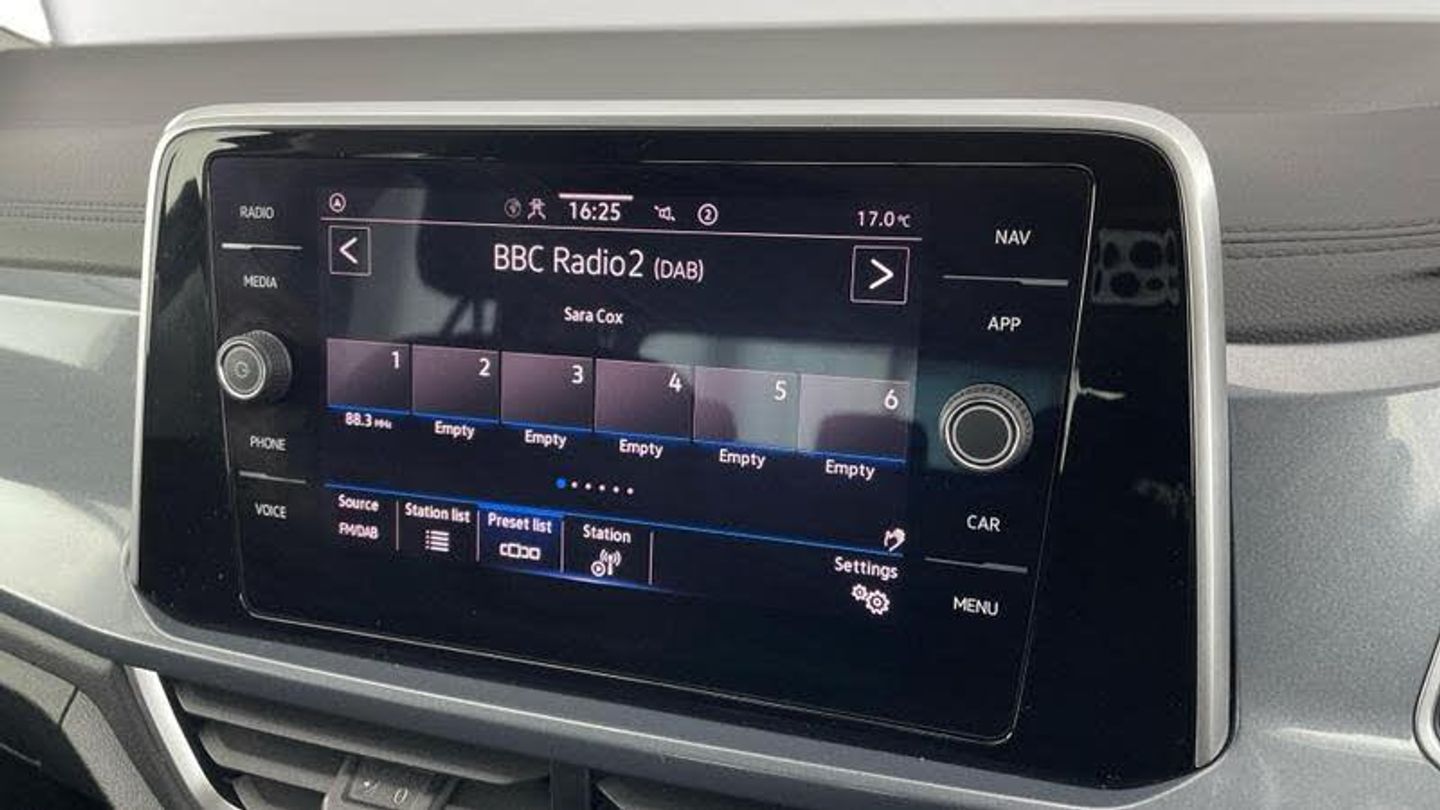 RADIO
MEDIA
PHONE
VOICE
16:25
2
17.0°C
BBC Radio2 (DAB)
Sara Cox
1 2 3 4 5 6
88.3 MHz Empty Empty Empty Empty Empty
Source Station list Preset list Station
FM/DAB
Settings
NAV
APP
CAR
MENU